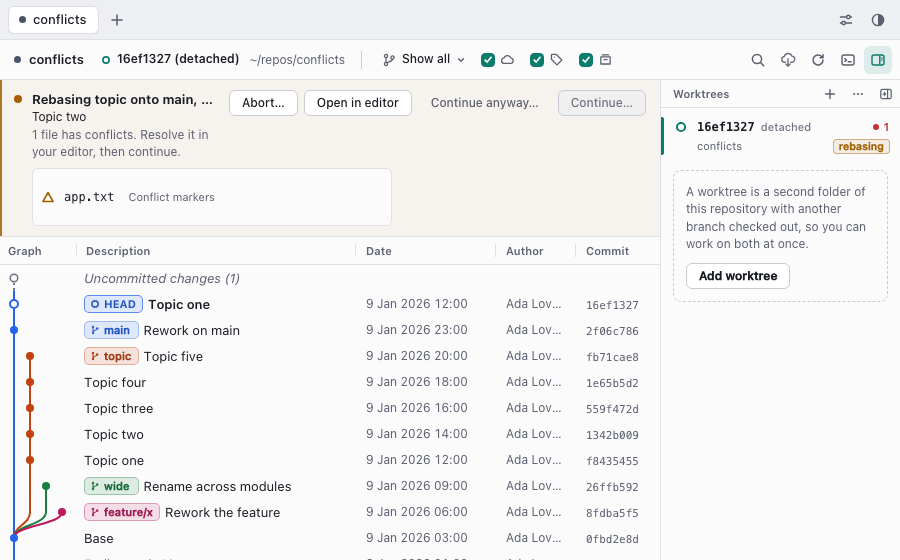 conflicts
conflicts 16ef1327 (detached) ~/repos/conflicts Show all
Rebasing topic onto main, ... Abort... Open in editor Continue anyway... Continue...
Topic two
1 file has conflicts. Resolve it in
your editor, then continue.
app.txt Conflict markers
Graph Description Date Author Commit
Uncommitted changes (1)
HEAD Topic one 9 Jan 2026 12:00 Ada Lov... 16ef1327
main Rework on main 9 Jan 2026 23:00 Ada Lov... 2f06c786
topic Topic five 9 Jan 2026 20:00 Ada Lov... fb71cae8
Topic four 9 Jan 2026 18:00 Ada Lov... 1e65b5d2
Topic three 9 Jan 2026 16:00 Ada Lov... 559f472d
Topic two 9 Jan 2026 14:00 Ada Lov... 1342b009
Topic one 9 Jan 2026 12:00 Ada Lov... f8435455
wide Rename across modules 9 Jan 2026 09:00 Ada Lov... 26ffb592
feature/x Rework the feature 9 Jan 2026 06:00 Ada Lov... 8fdba5f5
Base 9 Jan 2026 03:00 Ada Lov... 0fbd2e8d
Worktrees
16ef1327 detached 1
conflicts rebasing
A worktree is a second folder of
this repository with another
branch checked out, so you can
work on both at once.
Add worktree